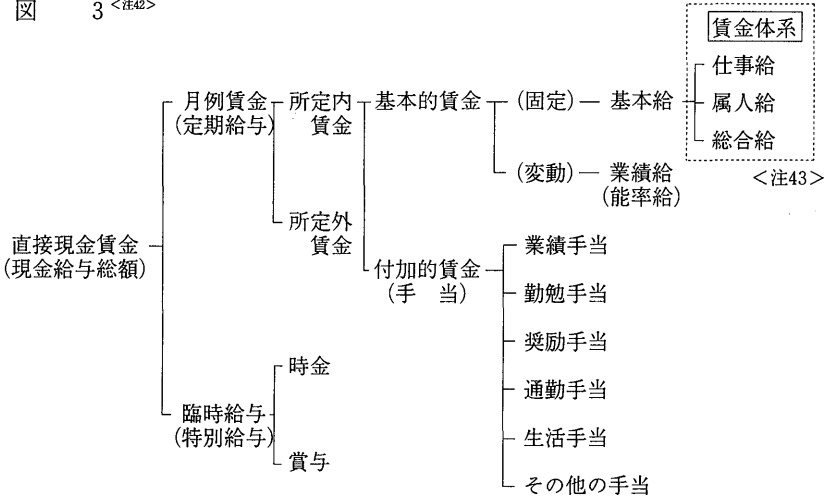 図 3<注42>
賃金体系
仕事給
月例賃金 所定内 基本的賃金 (固定) 基本給 属人給
(定期給与) 賃金
総合給
(変動) 業績給 <注43>
(能率給)
所定外
賃金
直接現金賃金 業績手当
(現金給与総額) 付加的賃金
(手 当)
勤勉手当
奨励手当
時金
通勤手当
臨時給与
(特別給与) 生活手当
賞与
その他の手当